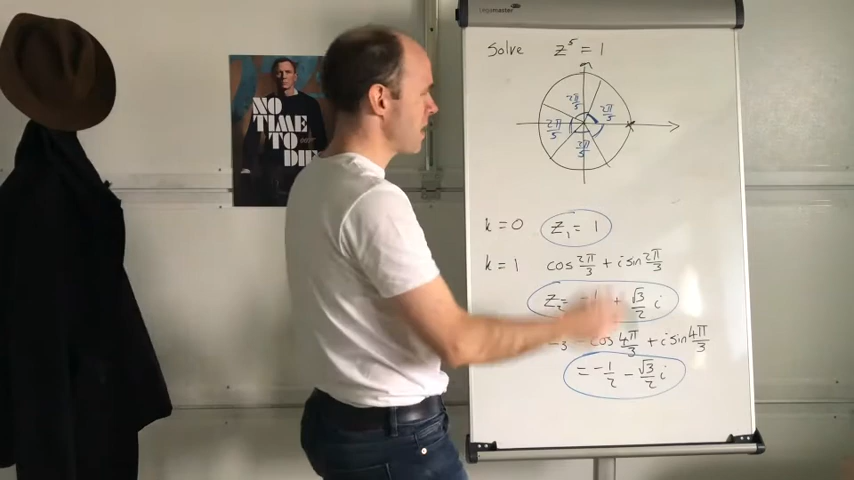 Legamaster
NO
TIME
TO
DIE
Solve z⁵ = 1
2π/5 2π/5
2π/5
2π/5
k = 0 z₁ = 1
k = 1 cos 2π/3 + i sin 2π/3
z₂ = + √3/2 i
3 cos 4π/3 + i sin 4π/3
= -1/2 - √3/2 i